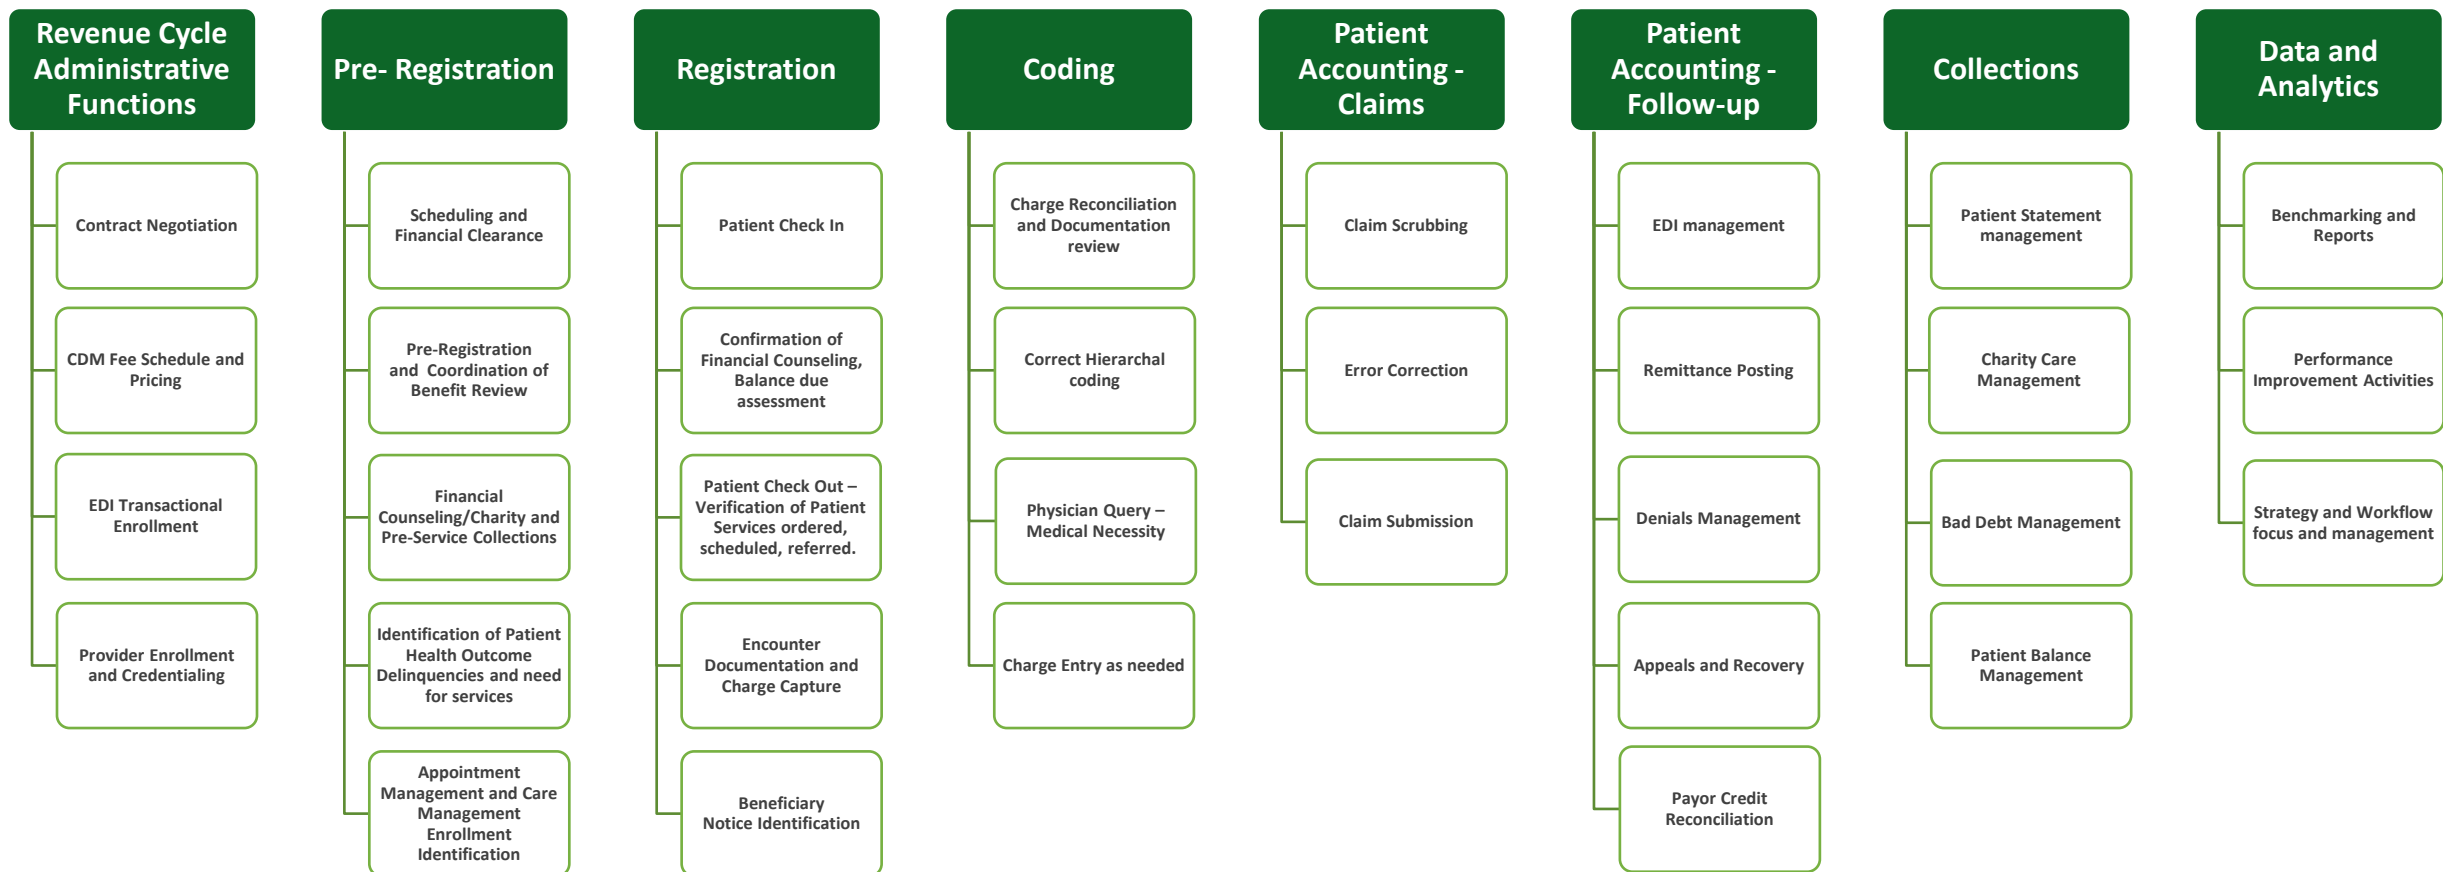 Revenue Cycle
Administrative
Functions
Contract Negotiation
CDM Fee Schedule and
Pricing
EDI Transactional
Enrollment
Provider Enrollment
and Credentialing
Pre- Registration
Scheduling and
Financial Clearance
Pre-Registration
and Coordination of
Benefit Review
Financial
Counseling/Charity and
Pre-Service Collections
Identification of Patient
Health Outcome
Delinquencies and need
for services
Appointment
Management and Care
Management
Enrollment
Identification
Registration
Patient Check In
Confirmation of
Financial Counseling,
Balance due
assessment
Patient Check Out –
Verification of Patient
Services ordered,
scheduled, referred.
Encounter
Documentation and
Charge Capture
Beneficiary
Notice Identification
Coding
Charge Reconciliation
and Documentation
review
Correct Hierarchal
coding
Physician Query –
Medical Necessity
Charge Entry as needed
Patient
Accounting -
Claims
Claim Scrubbing
Error Correction
Claim Submission
Patient
Accounting -
Follow-up
EDI management
Remittance Posting
Denials Management
Appeals and Recovery
Payor Credit
Reconciliation
Collections
Patient Statement
management
Charity Care
Management
Bad Debt Management
Patient Balance
Management
Data and
Analytics
Benchmarking and
Reports
Performance
Improvement Activities
Strategy and Workflow
focus and management